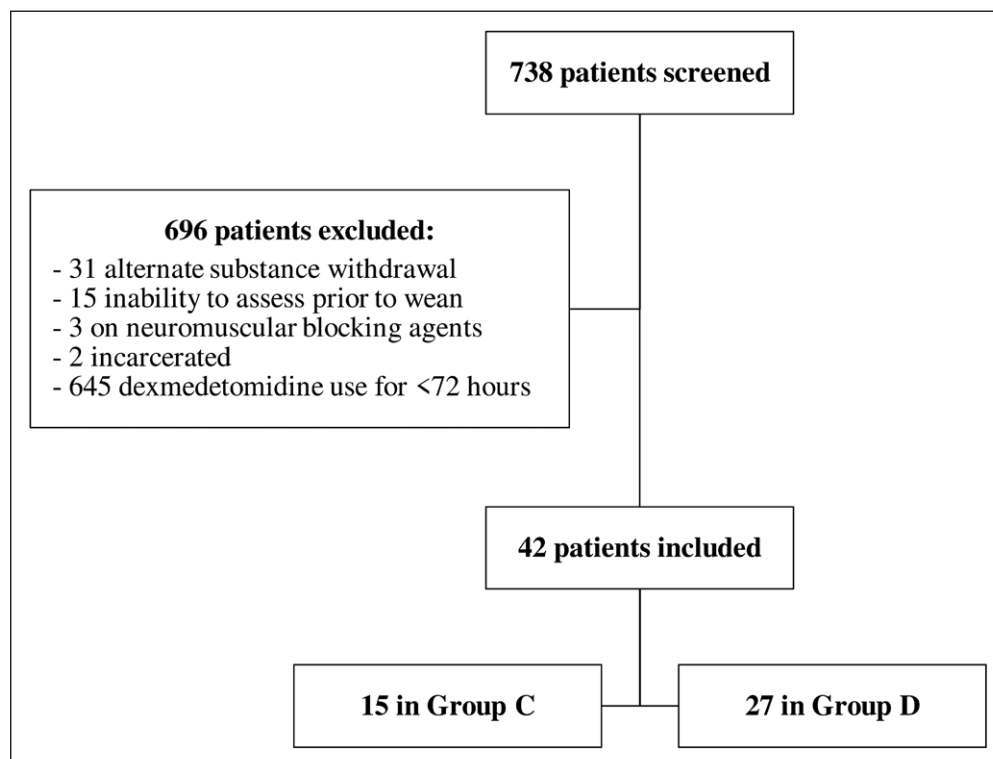 738 patients screened
696 patients excluded:
- 31 alternate substance withdrawal
- 15 inability to assess prior to wean
- 3 on neuromuscular blocking agents
- 2 incarcerated
- 645 dexmedetomidine use for <72 hours
42 patients included
15 in Group C
27 in Group D